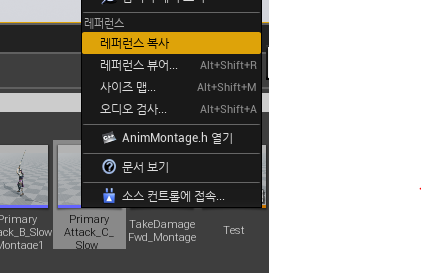 레퍼런스
레퍼런스 복사
레퍼런스 뷰어... Alt+Shift+R
사이즈 맵... Alt+Shift+M
오디오 검사... Alt+Shift+A
AnimMontage.h 열기
문서 보기
소스 컨트롤에 접속...
Primary
ack_B_Slow
Montage1
Primary
Attack_C_
Slow
TakeDamage
Fwd_Montage
Test